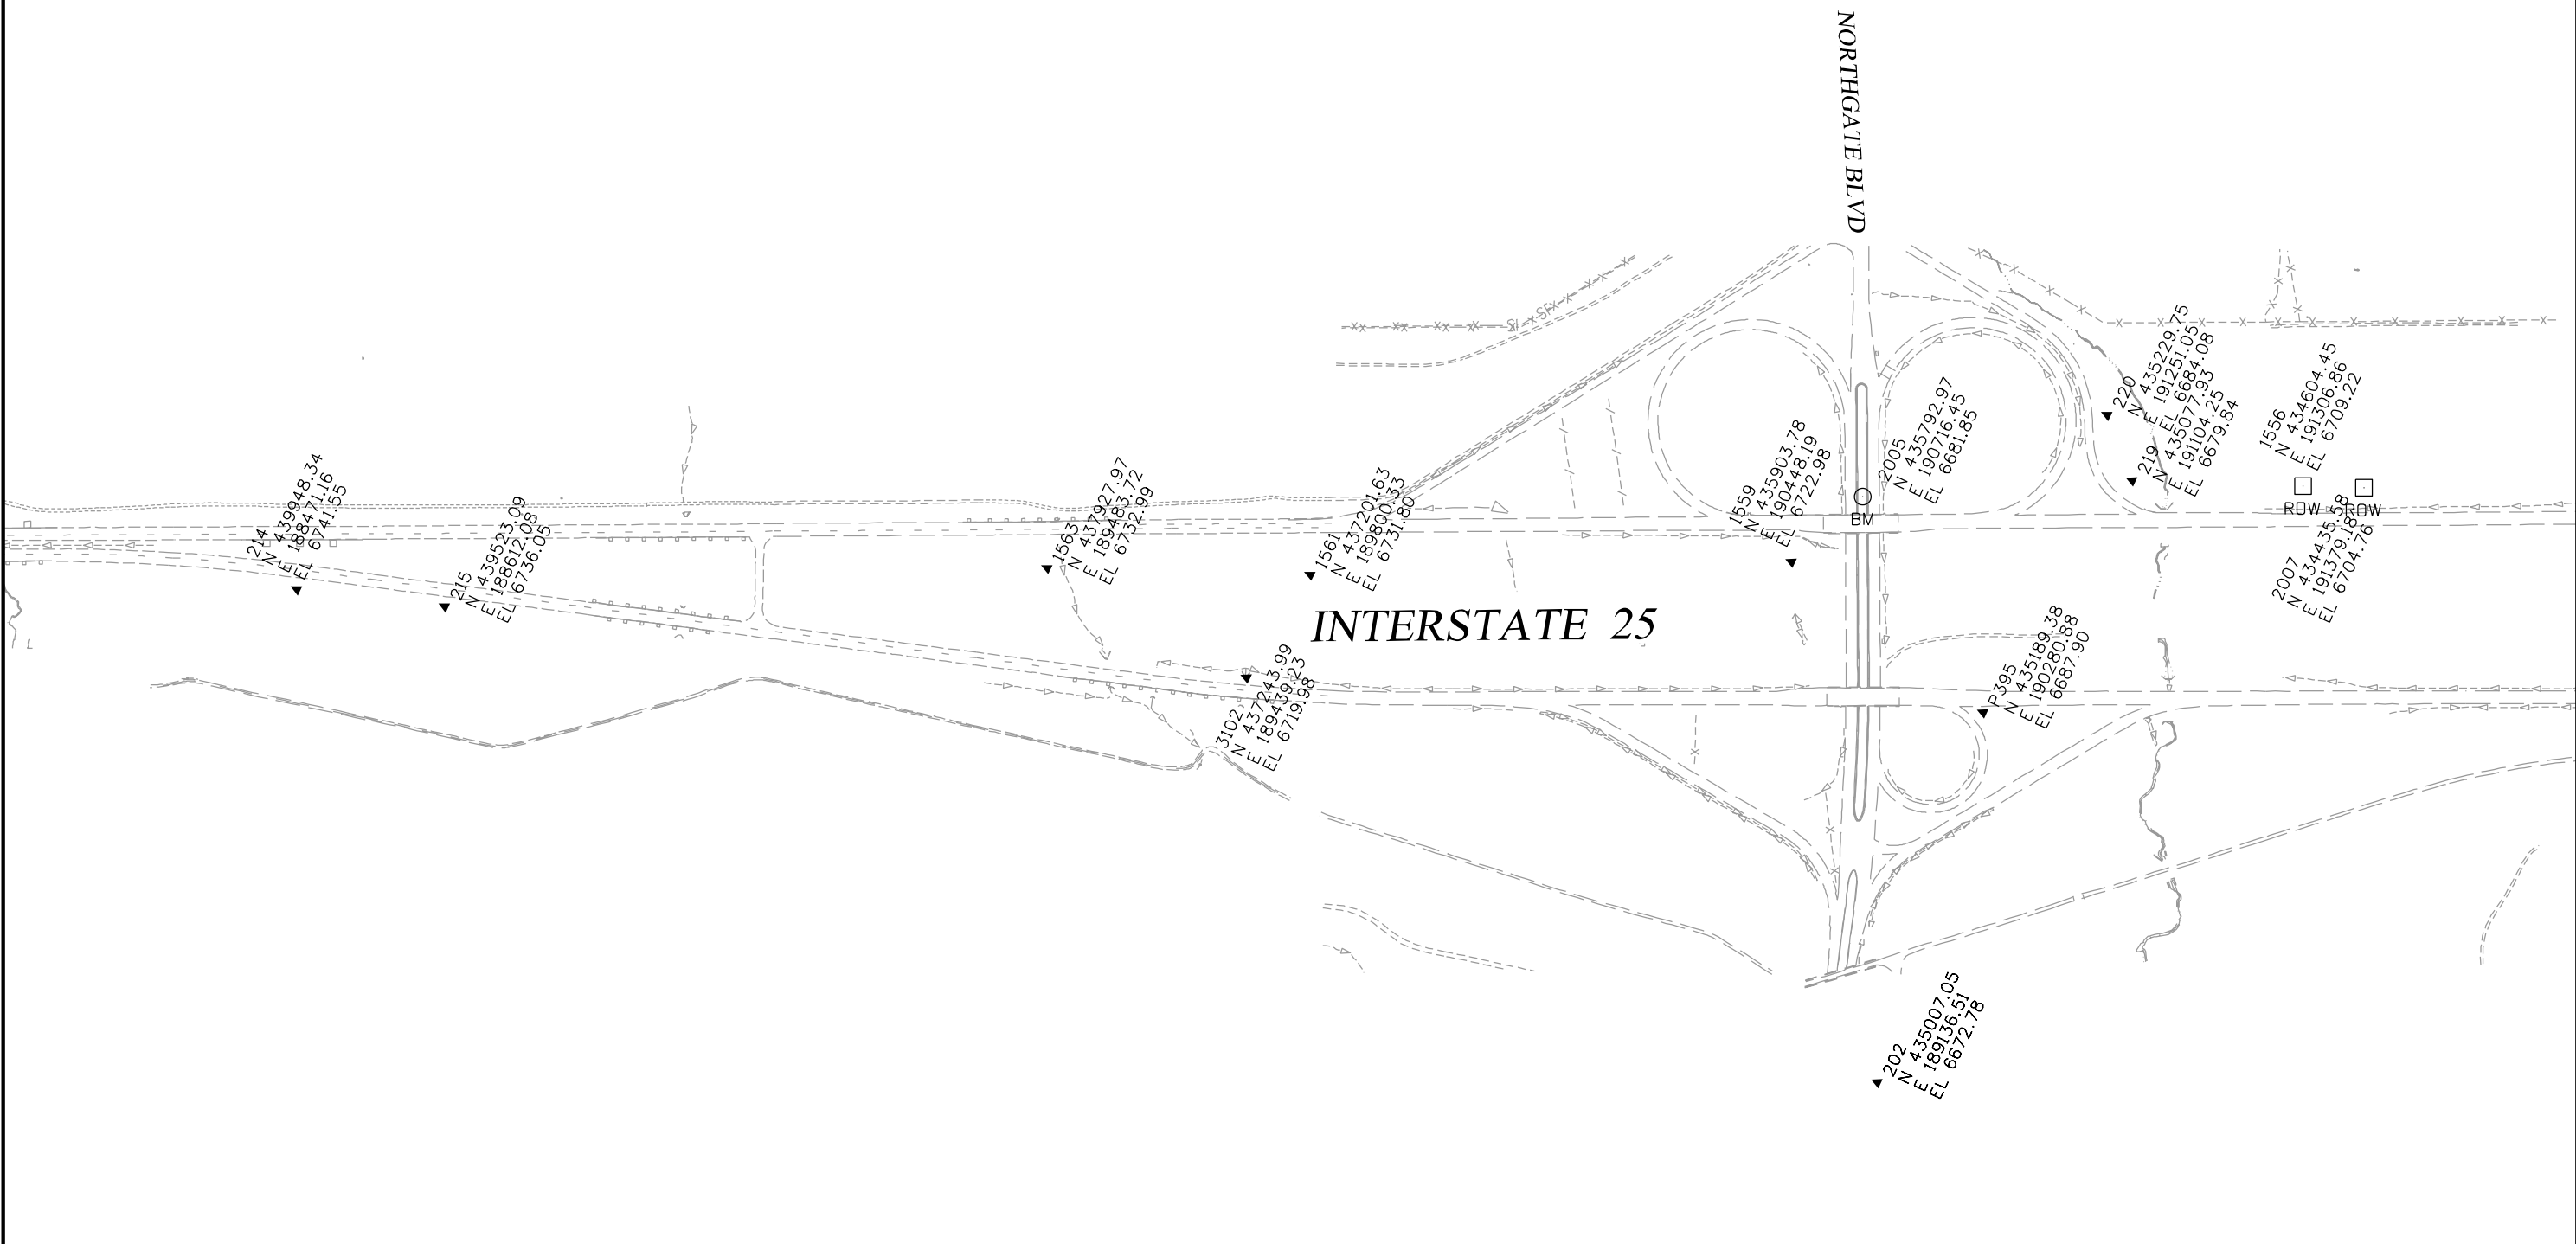 NORTHGATE BLVD
214
N 439948.34
E 188471.16
EL 6741.55
215
N 439523.09
E 188612.08
EL 6736.05
1563
N 437927.97
E 189483.72
EL 6732.99
1561
N 437201.63
E 189800.33
EL 6731.80
INTERSTATE 25
3102
N 437243.99
E 189439.23
EL 6719.98
SF
1559
N 435903.78
E 190448.19
EL 6722.98
BM
2005
N 435792.97
E 190716.45
EL 6681.85
220
N 435229.75
E 191251.05
EL 6684.08
219
N 435077.93
E 191104.25
EL 6679.84
1556
N 434604.45
E 191306.86
EL 6709.22
ROW
ROW
2007
N 434435.58
E 191379.18
EL 6704.76
P395
N 435189.38
E 190280.88
EL 6687.90
202
N 435007.05
E 189136.51
EL 6672.78